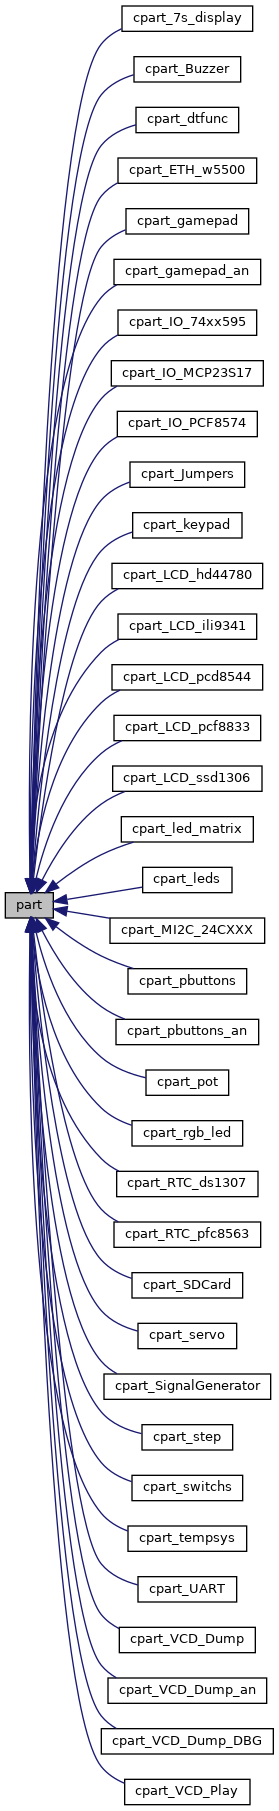 cpart_7s_display
cpart_Buzzer
cpart_dtfunc
cpart_ETH_w5500
cpart_gamepad
cpart_gamepad_an
cpart_IO_74xx595
cpart_IO_MCP23S17
cpart_IO_PCF8574
cpart_Jumpers
cpart_keypad
cpart_LCD_hd44780
cpart_LCD_ili9341
cpart_LCD_pcd8544
cpart_LCD_pcf8833
cpart_LCD_ssd1306
cpart_led_matrix
cpart_leds
part
cpart_MI2C_24CXXX
cpart_pbuttons
cpart_pbuttons_an
cpart_pot
cpart_rgb_led
cpart_RTC_ds1307
cpart_RTC_pfc8563
cpart_SDCard
cpart_servo
cpart_SignalGenerator
cpart_step
cpart_switchs
cpart_tempsys
cpart_UART
cpart_VCD_Dump
cpart_VCD_Dump_an
cpart_VCD_Dump_DBG
cpart_VCD_Play